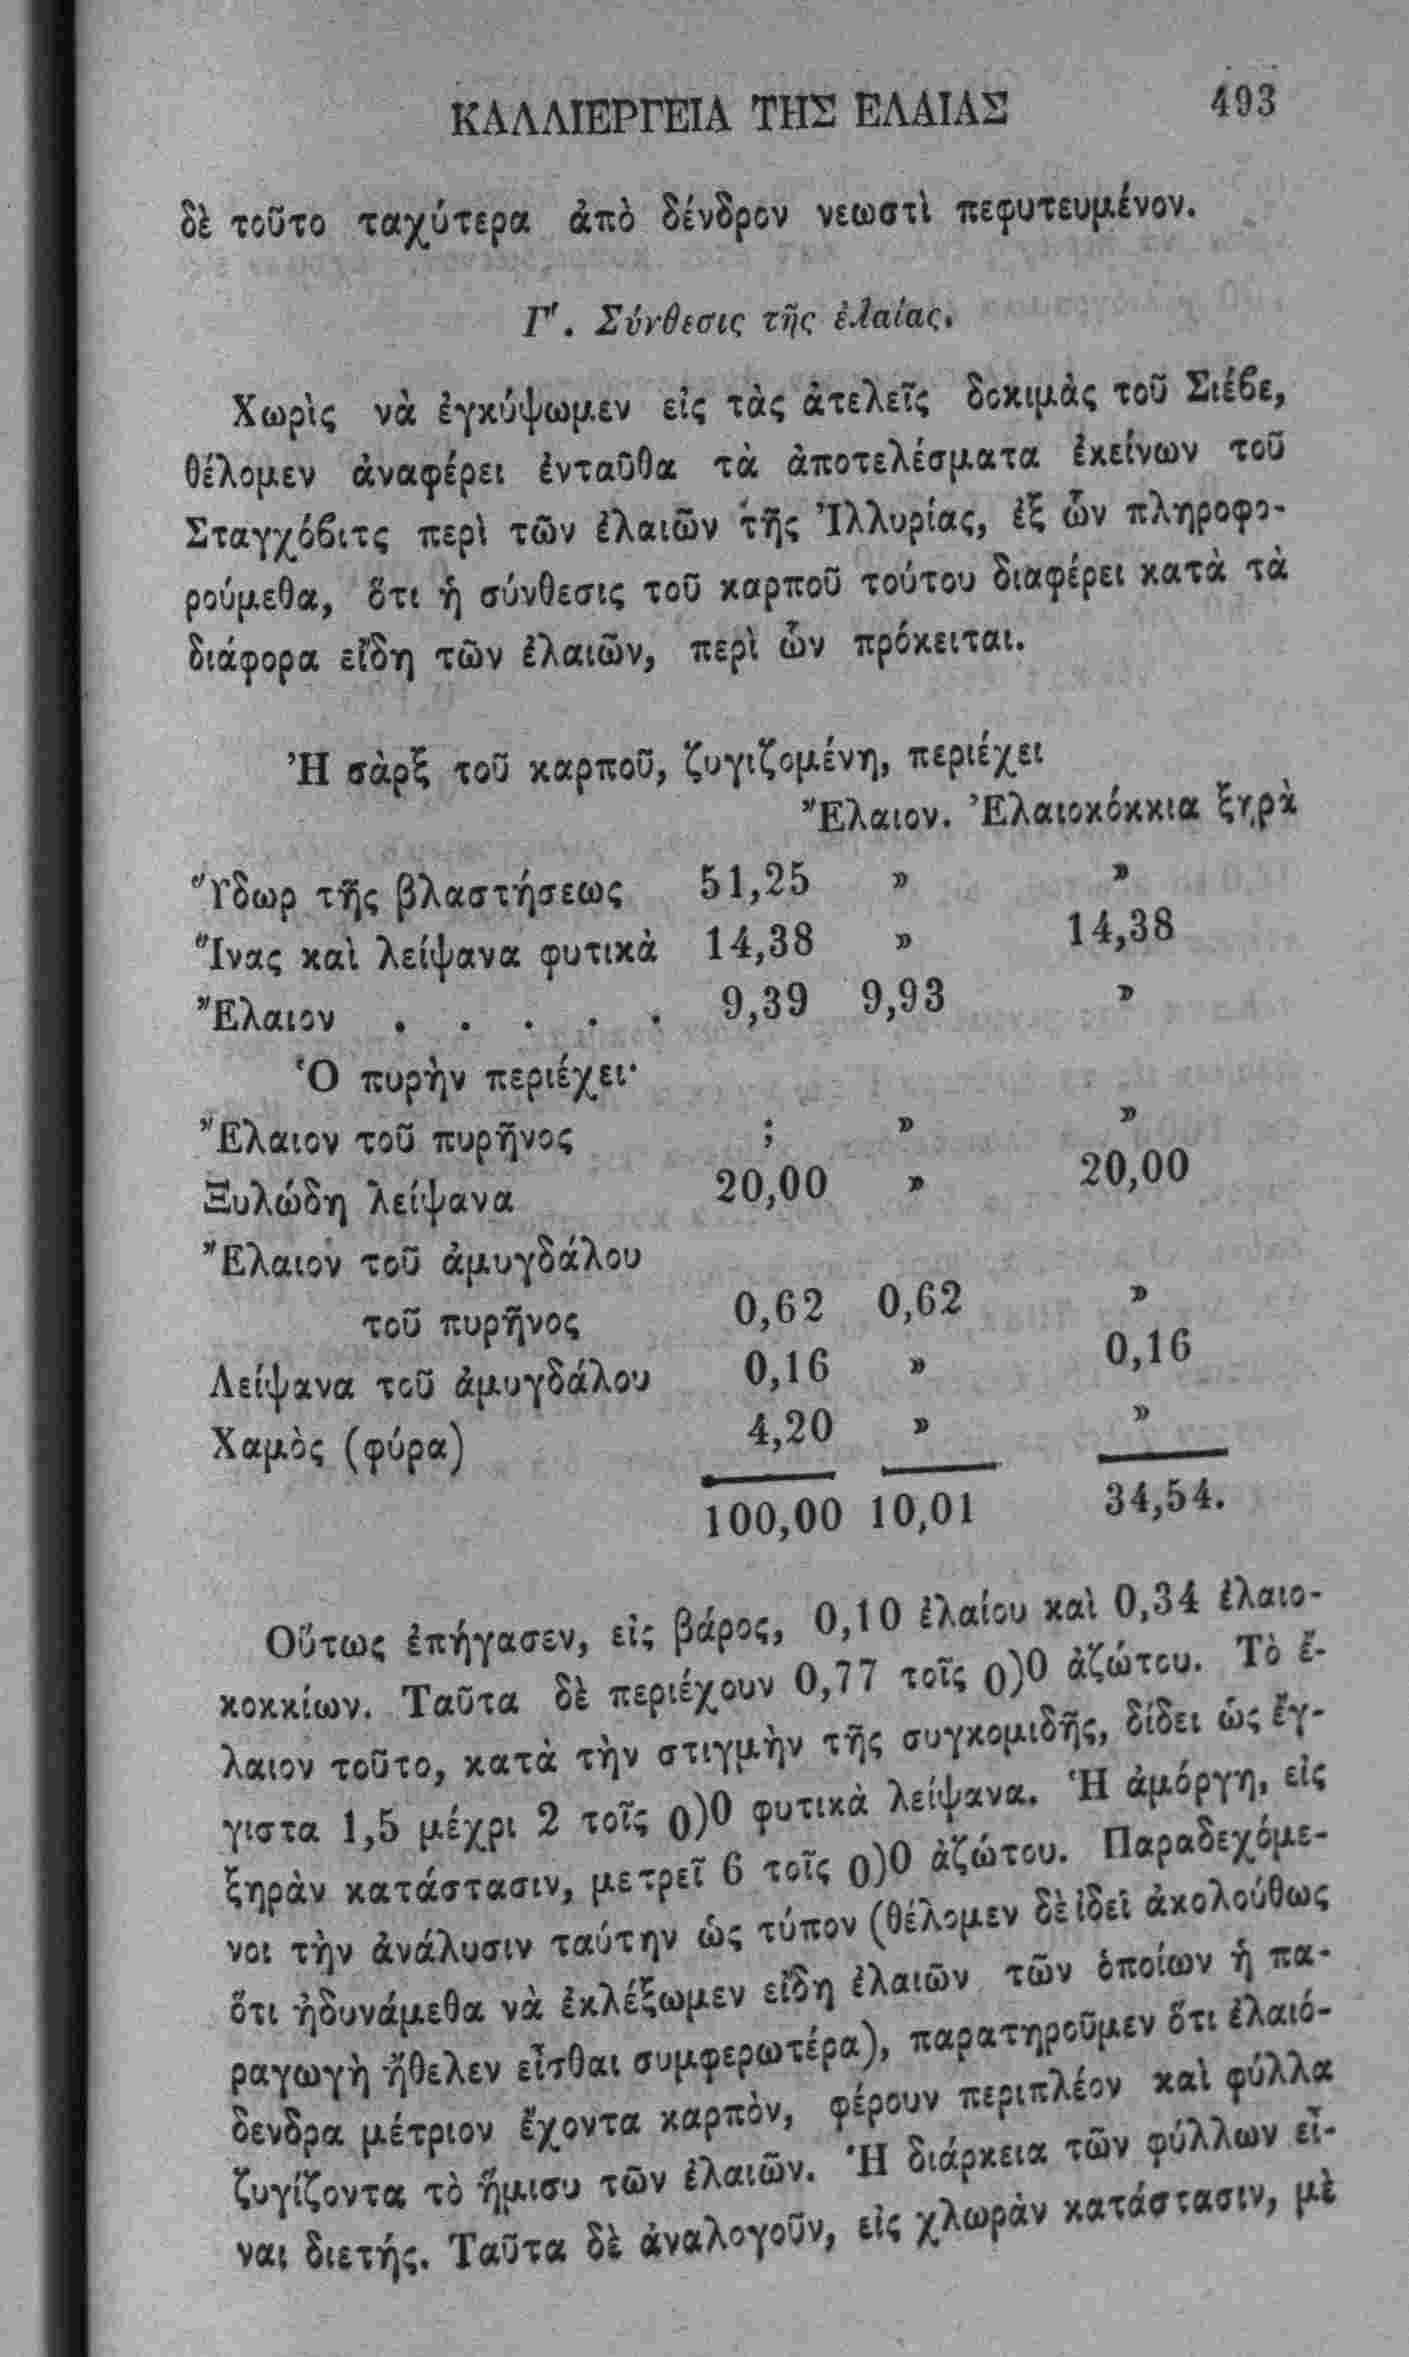 ΚΑΛΛΙΕΡΓΕΙΑ ΤΗΣ ΕΛΑΙΑΣ 493
δὲ τοῦτο ταχύτερα ἀπὸ δένδρον νεωστὶ πεφυτευμένον.
Γ'. Σύνθεσις τῆς ἐλαίας.
Χωρὶς νὰ ἐγκύψωμεν εἰς τὰς ἀτελεῖς δοκιμὰς τοῦ Σιέβε,
θέλομεν ἀναφέρει ἐνταῦθα τὰ ἀποτελέσματα ἐκείνων τοῦ
Σταγχόβιτς περὶ τῶν ἐλαιῶν τῆς Ἰλλυρίας, ἐξ ὧν πληροφο-
ρούμεθα, ὅτι ἡ σύνθεσις τοῦ καρποῦ τούτου διαφέρει κατὰ τὰ
διάφορα εἴδη τῶν ἐλαιῶν, περὶ ὧν πρόκειται.
Ἡ σὰρξ τοῦ καρποῦ, ζυγιζομένη, περιέχει
Ἔλαιον. Ἐλαιοκόκκια ξηρὰ
Ὕδωρ τῆς βλαστήσεως 51,25 » »
Ἴνας καὶ λείψανα φυτικὰ 14,38 » 14,38
Ἔλαιον . . . . . 9,39 9,93 »
Ὁ πυρὴν περιέχει·
Ἔλαιον τοῦ πυρῆνος ; » »
Ξυλώδη λείψανα 20,00 » 20,00
Ἔλαιον τοῦ ἀμυγδάλου
τοῦ πυρῆνος 0,62 0,62 »
Λείψανα τοῦ ἀμυγδάλου 0,16 » 0,16
Χαμὸς (φύρα) 4,20 » »
100,00 10,01 34,54.
Οὕτως ἐπήγασεν, εἰς βάρος, 0,10 ἐλαίου καὶ 0,34 ἐλαιο-
κοκκίων. Ταῦτα δὲ περιέχουν 0,77 τοῖς 0)0 ἀζώτου. Τὸ ἔ-
λαιον τοῦτο, κατὰ τὴν στιγμὴν τῆς συγκομιδῆς, δίδει ὡς ἔγ-
γιστα 1,5 μέχρι 2 τοῖς 0)0 φυτικὰ λείψανα. Ἡ ἀμόργη, εἰς
ξηρὰν κατάστασιν, μετρεῖ 6 τοῖς 0)0 ἀζώτου. Παραδεχόμε-
νοι τὴν ἀνάλυσιν ταύτην ὡς τύπον (θέλομεν δὲ ἰδεῖ ἀκολούθως
ὅτι ἠδυνάμεθα νὰ ἐκλέξωμεν εἴδη ἐλαιῶν τῶν ὁποίων ἡ πα-
ραγωγὴ ἤθελεν εἶσθαι συμφερωτέρα), παρατηροῦμεν ὅτι ἐλαιό-
δενδρα μέτριον ἔχοντα καρπὸν, φέρουν περιπλέον καὶ φύλλα
ζυγίζοντα τὸ ἥμισυ τῶν ἐλαιῶν. Ἡ διάρκεια τῶν φύλλων εἶ-
ναι διετής. Ταῦτα δὲ ἀναλογοῦν, εἰς χλωρὰν κατάστασιν, μὲ